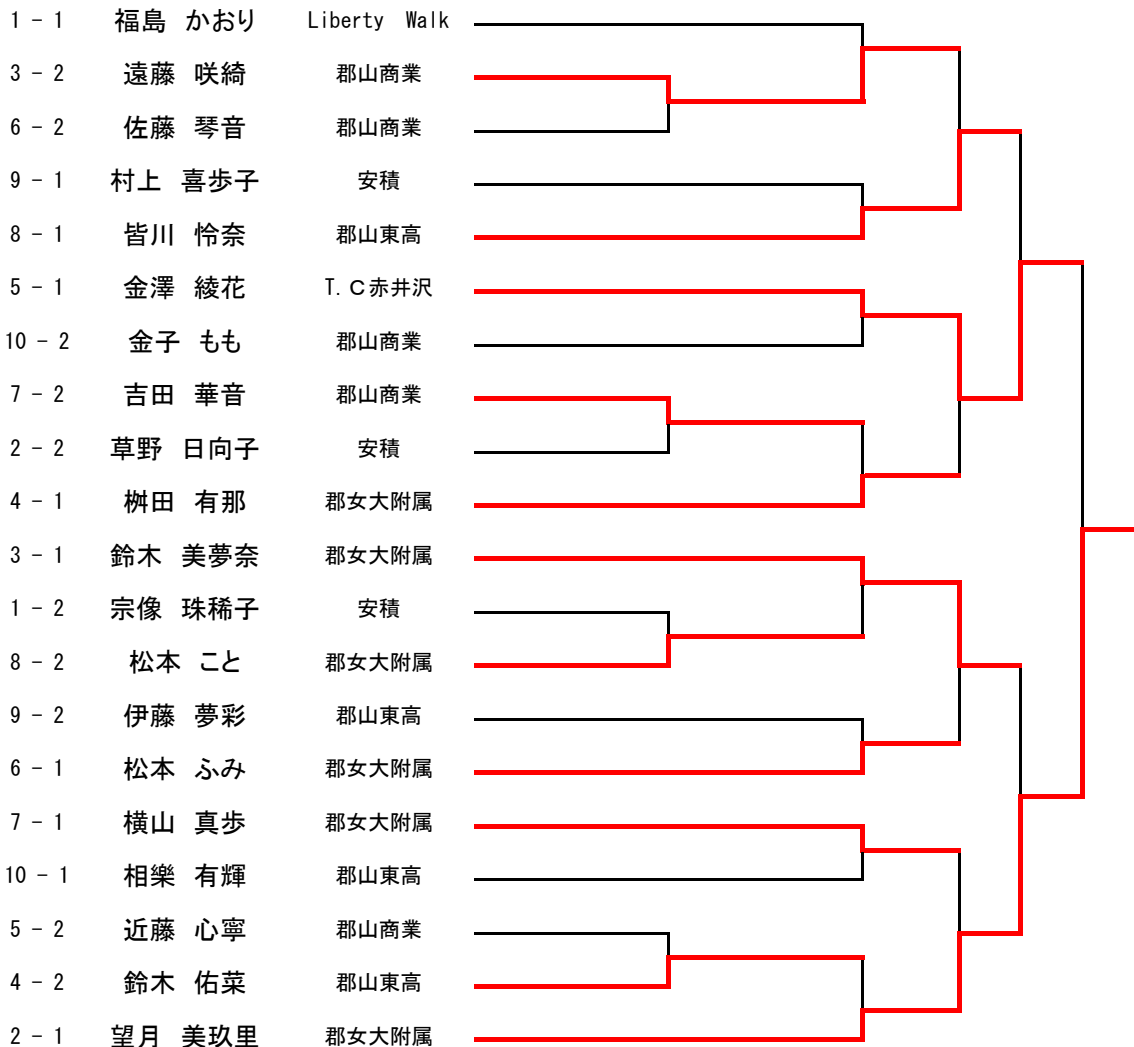 1 - 1 福島 かおり Liberty Walk
3 - 2 遠藤 咲綺 郡山商業
6 - 2 佐藤 琴音 郡山商業
9 - 1 村上 喜歩子 安積
8 - 1 皆川 怜奈 郡山東高
5 - 1 金澤 綾花 T.C赤井沢
10 - 2 金子 もも 郡山商業
7 - 2 吉田 華音 郡山商業
2 - 2 草野 日向子 安積
4 - 1 桝田 有那 郡女大附属
3 - 1 鈴木 美夢奈 郡女大附属
1 - 2 宗像 珠稀子 安積
8 - 2 松本 こと 郡女大附属
9 - 2 伊藤 夢彩 郡山東高
6 - 1 松本 ふみ 郡女大附属
7 - 1 横山 真歩 郡女大附属
10 - 1 相樂 有輝 郡山東高
5 - 2 近藤 心寧 郡山商業
4 - 2 鈴木 佑菜 郡山東高
2 - 1 望月 美玖里 郡女大附属